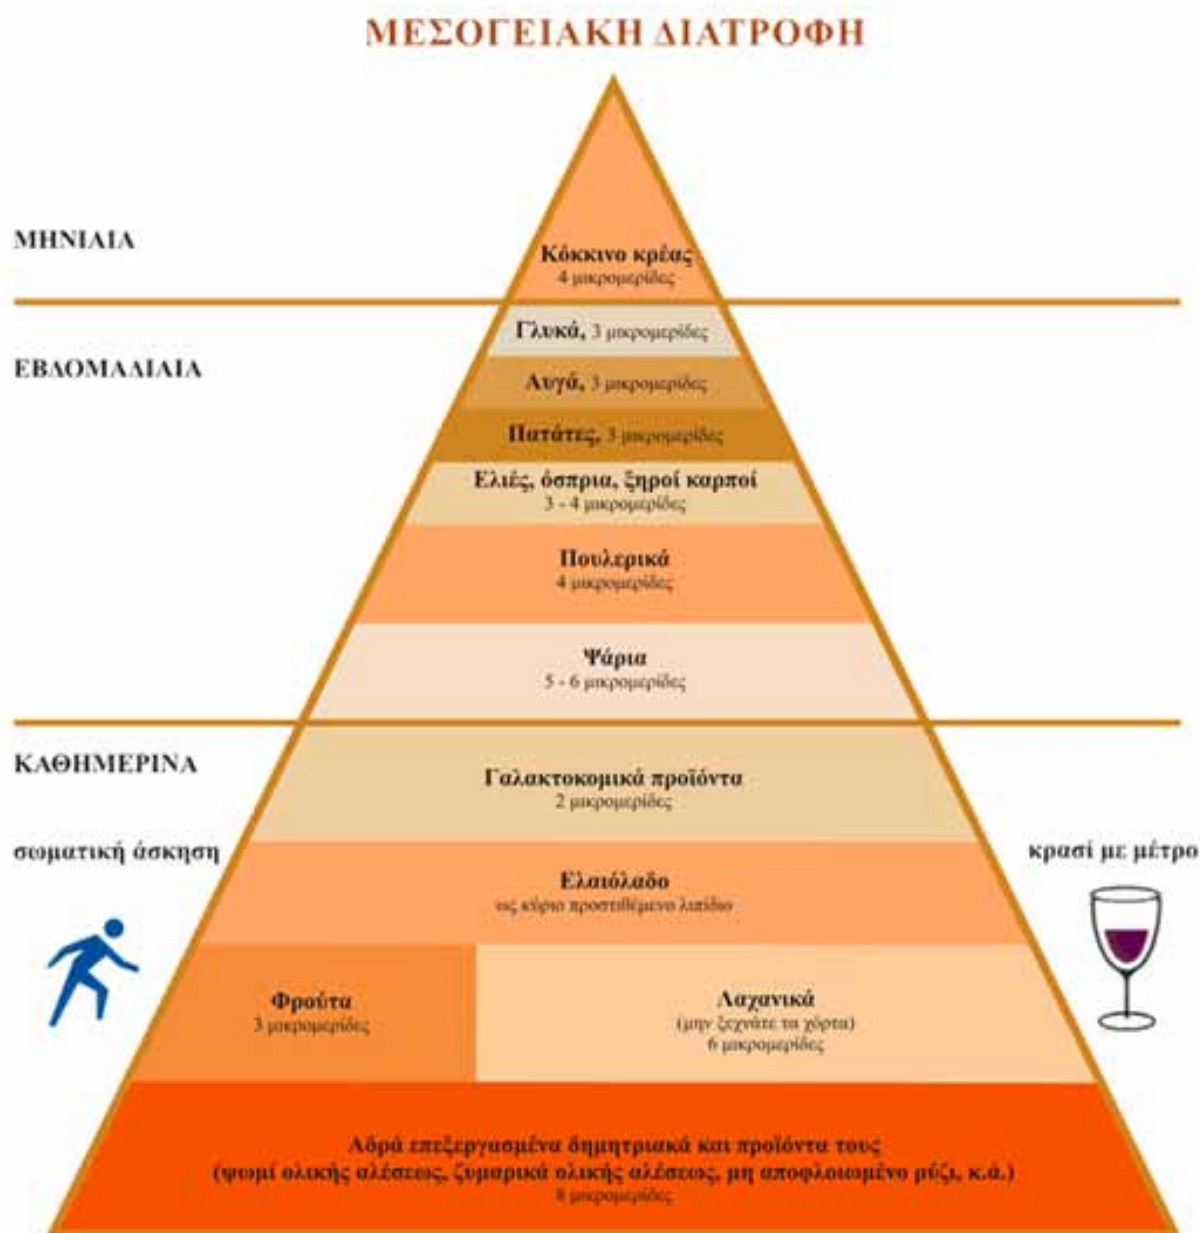 ΜΕΣΟΓΕΙΑΚΗ ΔΙΑΤΡΟΦΗ
ΜΗΝΙΑΙΑ
Κόκκινο κρέας
4 μικρομερίδες
ΕΒΔΟΜΑΔΙΑΙΑ
Γλυκά, 3 μικρομερίδες
Αυγά, 3 μικρομερίδες
Πατάτες, 3 μικρομερίδες
Ελιές, όσπρια, ξηροί καρποί
3 - 4 μικρομερίδες
Πουλερικά
4 μικρομερίδες
Ψάρια
5 - 6 μικρομερίδες
ΚΑΘΗΜΕΡΙΝΑ
Γαλακτοκομικά προϊόντα
2 μικρομερίδες
σωματική άσκηση
κρασί με μέτρο
Ελαιόλαδο
ως κύριο προστιθέμενο λιπίδιο
Φρούτα
3 μικρομερίδες
Λαχανικά
(μην ξεχνάτε τα χόρτα)
6 μικρομερίδες
Αδρά επεξεργασμένα δημητριακά και προϊόντα τους
(ψωμί ολικής αλέσεως, ζυμαρικά ολικής αλέσεως, μη αποφλοιωμένο ρύζι, κ.ά.)
8 μικρομερίδες